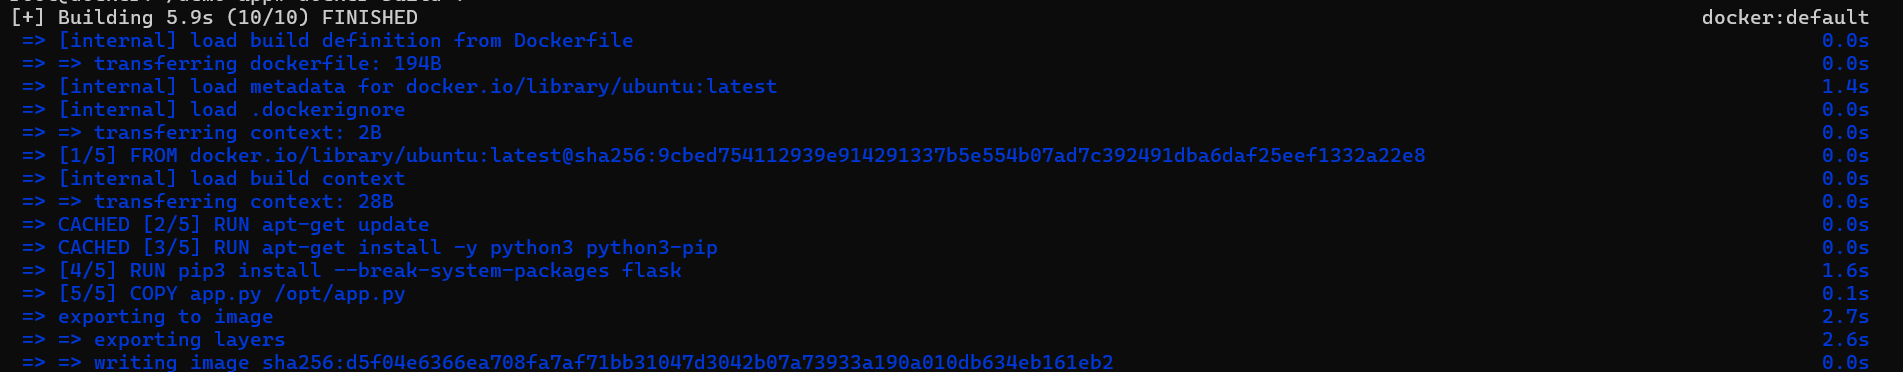 [+] Building 5.9s (10/10) FINISHED docker:default
=> [internal] load build definition from Dockerfile 0.0s
=> => transferring dockerfile: 194B 0.0s
=> [internal] load metadata for docker.io/library/ubuntu:latest 1.4s
=> [internal] load .dockerignore 0.0s
=> => transferring context: 2B 0.0s
=> [1/5] FROM docker.io/library/ubuntu:latest@sha256:9cbed754112939e914291337b5e554b07ad7c392491dba6daf25eef1332a22e8 0.0s
=> [internal] load build context 0.0s
=> => transferring context: 28B 0.0s
=> CACHED [2/5] RUN apt-get update 0.0s
=> CACHED [3/5] RUN apt-get install -y python3 python3-pip 0.0s
=> [4/5] RUN pip3 install --break-system-packages flask 1.6s
=> [5/5] COPY app.py /opt/app.py 0.1s
=> exporting to image 2.7s
=> => exporting layers 2.6s
=> => writing image sha256:d5f04e6366ea708fa7af71bb31047d3042b07a73933a190a010db634eb161eb2 0.0s